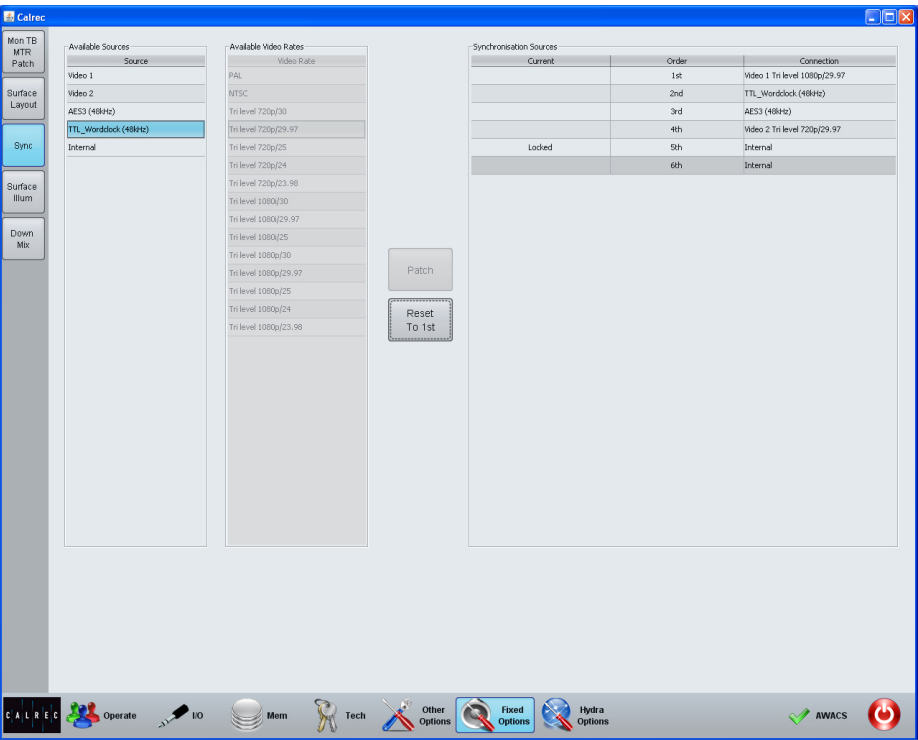 Calrec
Mon TB
MTR
Patch
Surface
Layout
Sync
Surface
Illum
Down
Mix
Available Sources
Source
Video 1
Video 2
AES3 (48kHz)
TTL_Wordclock (48kHz)
Internal
Available Video Rates
Video Rate
PAL
NTSC
Tri level 720p/30
Tri level 720p/29.97
Tri level 720p/25
Tri level 720p/24
Tri level 720p/23.98
Tri level 1080i/30
Tri level 1080i/29.97
Tri level 1080i/25
Tri level 1080p/30
Tri level 1080p/29.97
Tri level 1080p/25
Tri level 1080p/24
Tri level 1080p/23.98
Patch
Reset
To 1st
Synchronisation Sources
Current Order Connection
1st Video 1 Tri level 1080p/29.97
2nd TTL_Wordclock (48kHz)
3rd AES3 (48kHz)
4th Video 2 Tri level 720p/29.97
Locked 5th Internal
6th Internal
CALREC
Operate
I/O
Mem
Tech
Other
Options
Fixed
Options
Hydra
Options
AWACS